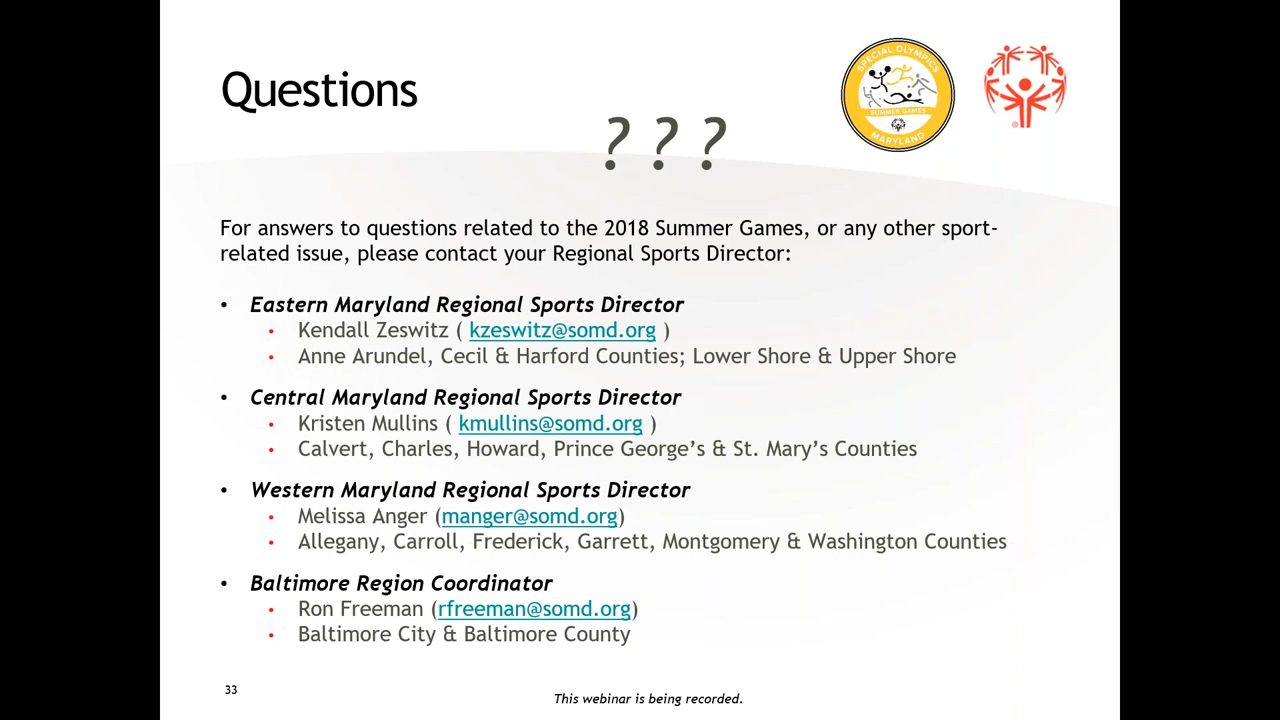 Questions
SPECIAL OLYMPICS
SUMMER GAMES
MARYLAND
®
? ? ?
For answers to questions related to the 2018 Summer Games, or any other sport-
related issue, please contact your Regional Sports Director:
• Eastern Maryland Regional Sports Director
• Kendall Zeswitz ( kzeswitz@somd.org )
• Anne Arundel, Cecil & Harford Counties; Lower Shore & Upper Shore
• Central Maryland Regional Sports Director
• Kristen Mullins ( kmullins@somd.org )
• Calvert, Charles, Howard, Prince George’s & St. Mary’s Counties
• Western Maryland Regional Sports Director
• Melissa Anger (manger@somd.org)
• Allegany, Carroll, Frederick, Garrett, Montgomery & Washington Counties
• Baltimore Region Coordinator
• Ron Freeman (rfreeman@somd.org)
• Baltimore City & Baltimore County
33
This webinar is being recorded.